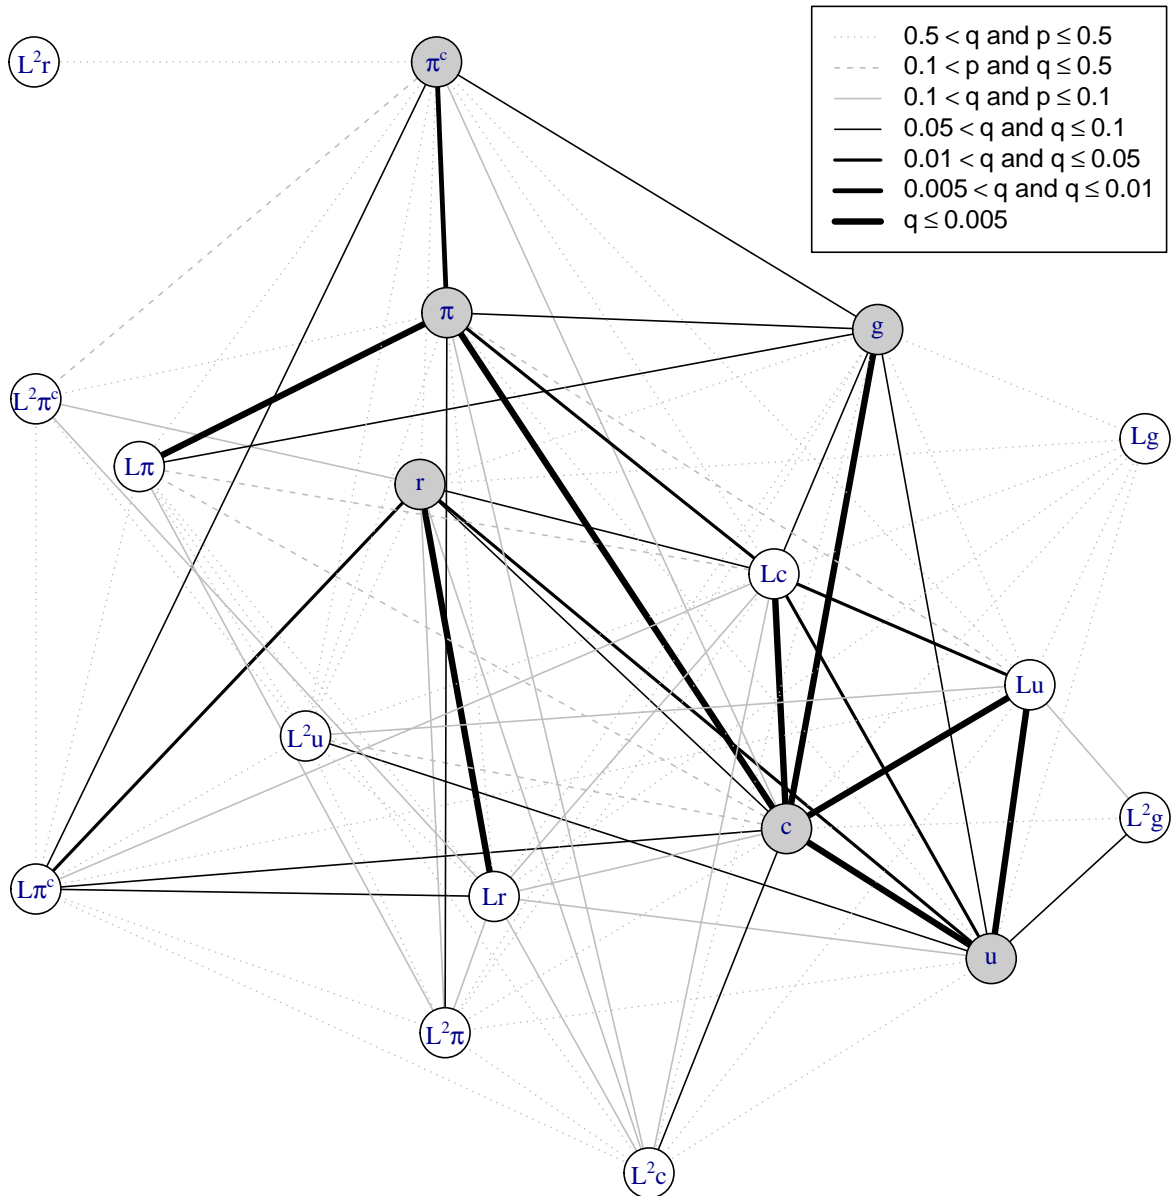 0.5 < q and p ≤ 0.5
0.1 < p and q ≤ 0.5
0.1 < q and p ≤ 0.1
0.05 < q and q ≤ 0.1
0.01 < q and q ≤ 0.05
0.005 < q and q ≤ 0.01
q ≤ 0.005
L²r
πᶜ
π
g
L²πᶜ
Lπ
Lg
r
Lc
Lu
L²u
L²g
c
Lπᶜ
Lr
u
L²π
L²c